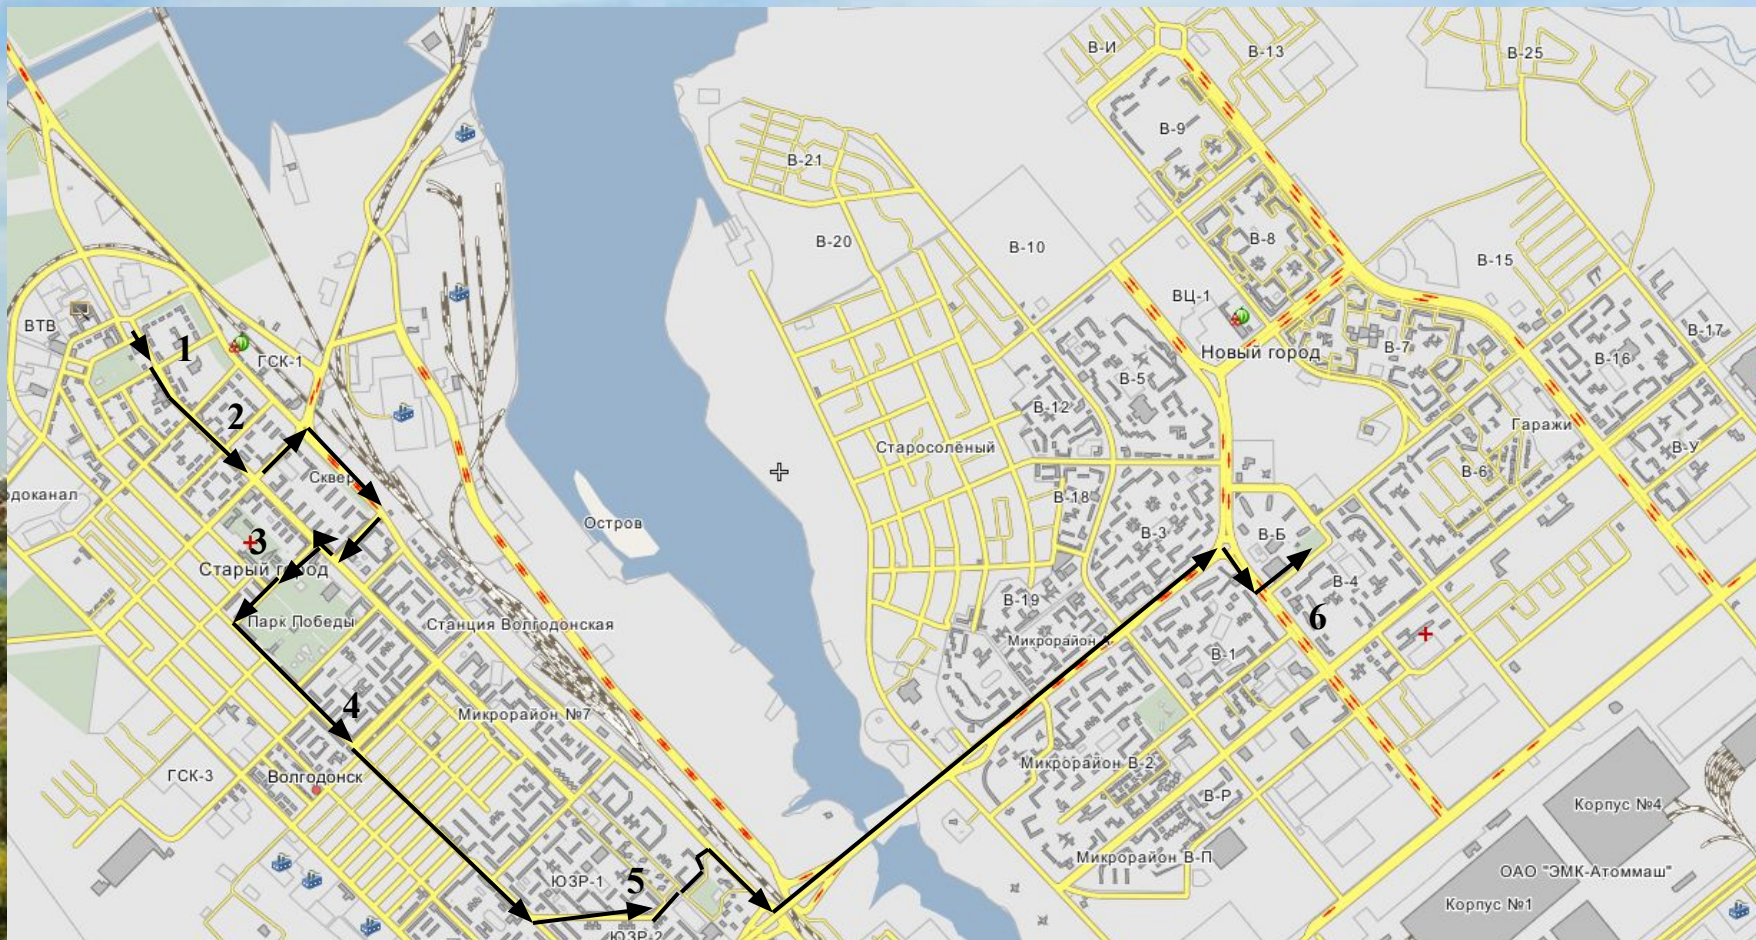 В-И
В-13
В-25
В-9
В-21
В-20
В-10
В-8
В-15
ВЦ-1
ВТВ
1
ГСК-1
Новый город
В-7
В-17
В-16
В-5
2
В-12
Гаражи
Старосолёный
В-У
Сквер
В-6
одоканал
В-18
Остров
В-3
В-Б
3
Старый город
В-4
В-19
6
Парк Победы
Станция Волгодонская
Микрорайон А
В-1
4
Микрорайон №7
Микрорайон В-2
ГСК-3
Волгодонск
В-Р
Корпус №4
Микрорайон В-П
ОАО "ЭМК-Атоммаш"
ЮЗР-1
5
Корпус №1
ЮЗР-2